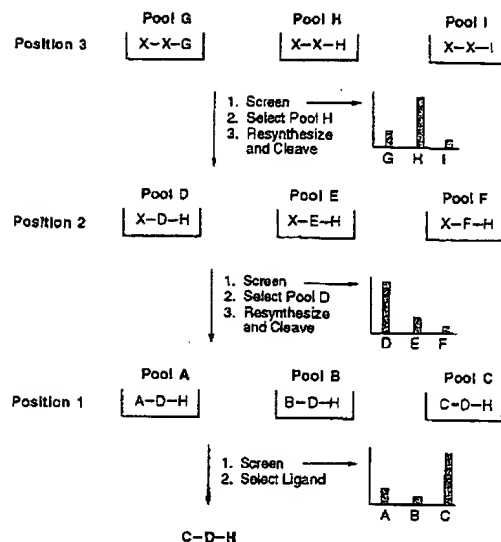 Pool G Pool H Pool I
Position 3 X-X-G X-X-H X-X-I
1. Screen
2. Select Pool H
3. Resynthesize
and Cleave
G H I
Pool D Pool E Pool F
Position 2 X-D-H X-E-H X-F-H
1. Screen
2. Select Pool D
3. Resynthesize
and Cleave
D E F
Pool A Pool B Pool C
Position 1 A-D-H B-D-H C-D-H
1. Screen
2. Select Ligand
A B C
C-D-H